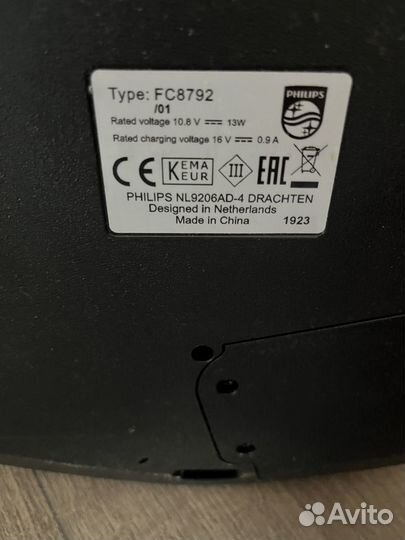 Type: FC8792
/01
Rated voltage 10.8 V ⎓ 13W
Rated charging voltage 16 V ⎓ 0.9 A
PHILIPS
CE KEMA KEUR III EAC
PHILIPS NL9206AD-4 DRACHTEN
Designed in Netherlands
Made in China 1923
Avito